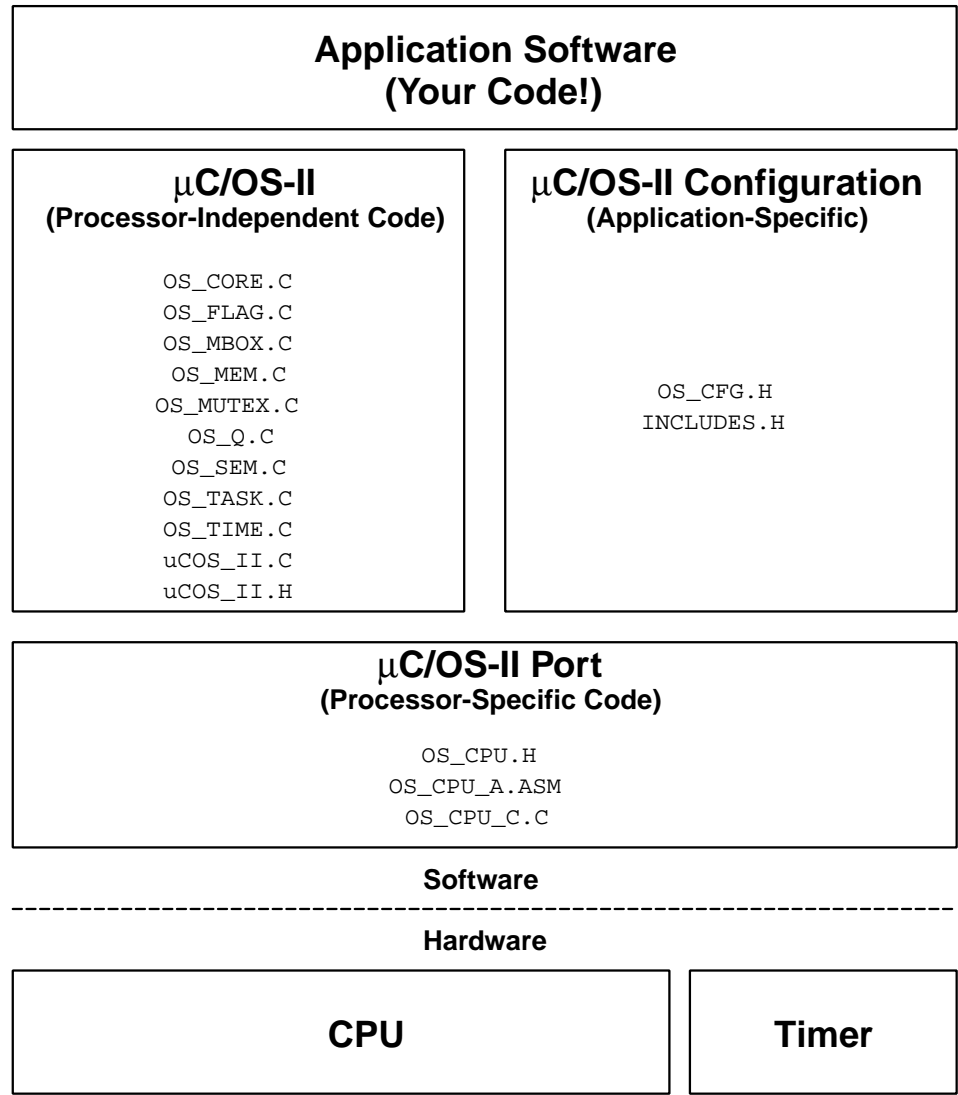 Application Software
(Your Code!)
μC/OS-II
(Processor-Independent Code)
OS_CORE.C
OS_FLAG.C
OS_MBOX.C
OS_MEM.C
OS_MUTEX.C
OS_Q.C
OS_SEM.C
OS_TASK.C
OS_TIME.C
uCOS_II.C
uCOS_II.H
μC/OS-II Configuration
(Application-Specific)
OS_CFG.H
INCLUDES.H
μC/OS-II Port
(Processor-Specific Code)
OS_CPU.H
OS_CPU_A.ASM
OS_CPU_C.C
Software
Hardware
CPU
Timer